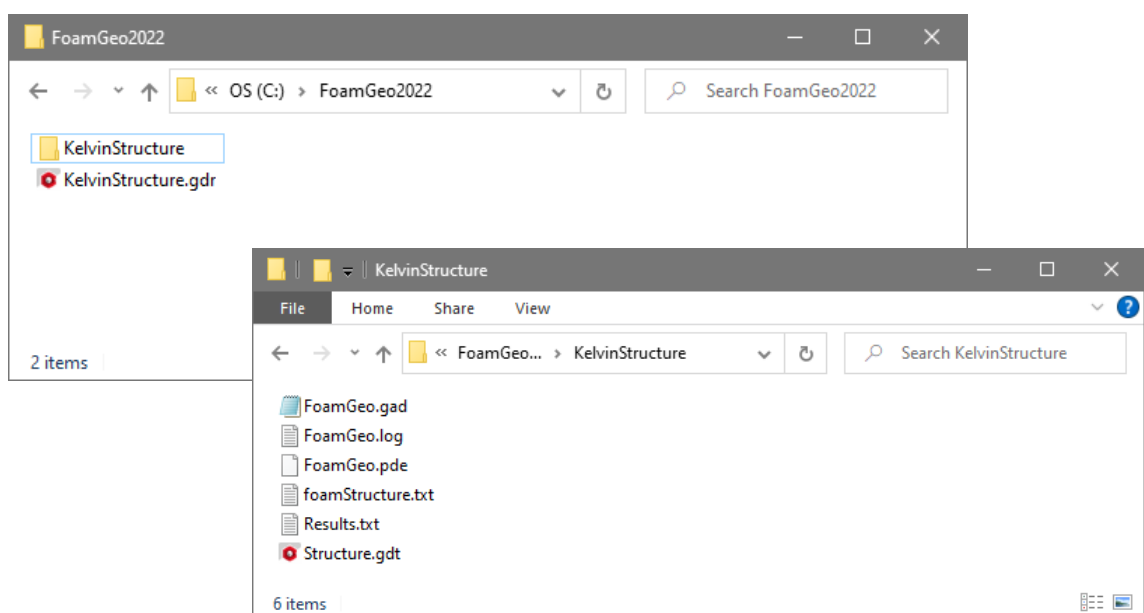 FoamGeo2022
« OS (C:) › FoamGeo2022
Search FoamGeo2022
KelvinStructure
KelvinStructure.gdr
2 items
KelvinStructure
File Home Share View
?
« FoamGeo... › KelvinStructure
Search KelvinStructure
FoamGeo.gad
FoamGeo.log
FoamGeo.pde
foamStructure.txt
Results.txt
Structure.gdt
6 items